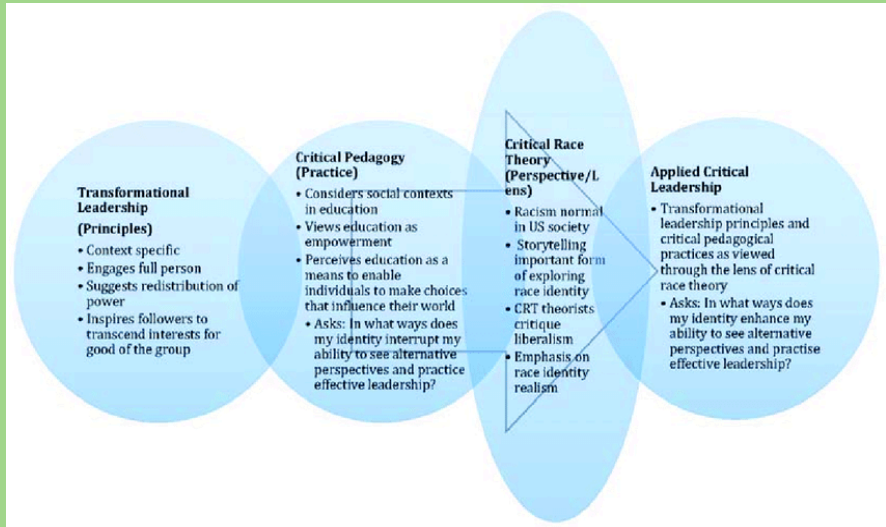 Transformational
Leadership
(Principles)
• Context specific
• Engages full person
• Suggests redistribution of
power
• Inspires followers to
transcend interests for
good of the group
Critical Pedagogy
(Practice)
• Considers social contexts
in education
• Views education as
empowerment
• Perceives education as a
means to enable
individuals to make choices
that influence their world
• Asks: In what ways does
my identity interrupt my
ability to see alternative
perspectives and practice
effective leadership?
Critical Race
Theory
(Perspective/L
ens)
• Racism normal
in US society
• Storytelling
important form
of exploring
race identity
• CRT theorists
critique
liberalism
• Emphasis on
race identity
realism
Applied Critical
Leadership
• Transformational
leadership principles and
critical pedagogical
practices as viewed
through the lens of critical
race theory
• Asks: In what ways does
my identity enhance my
ability to see alternative
perspectives and practise
effective leadership?